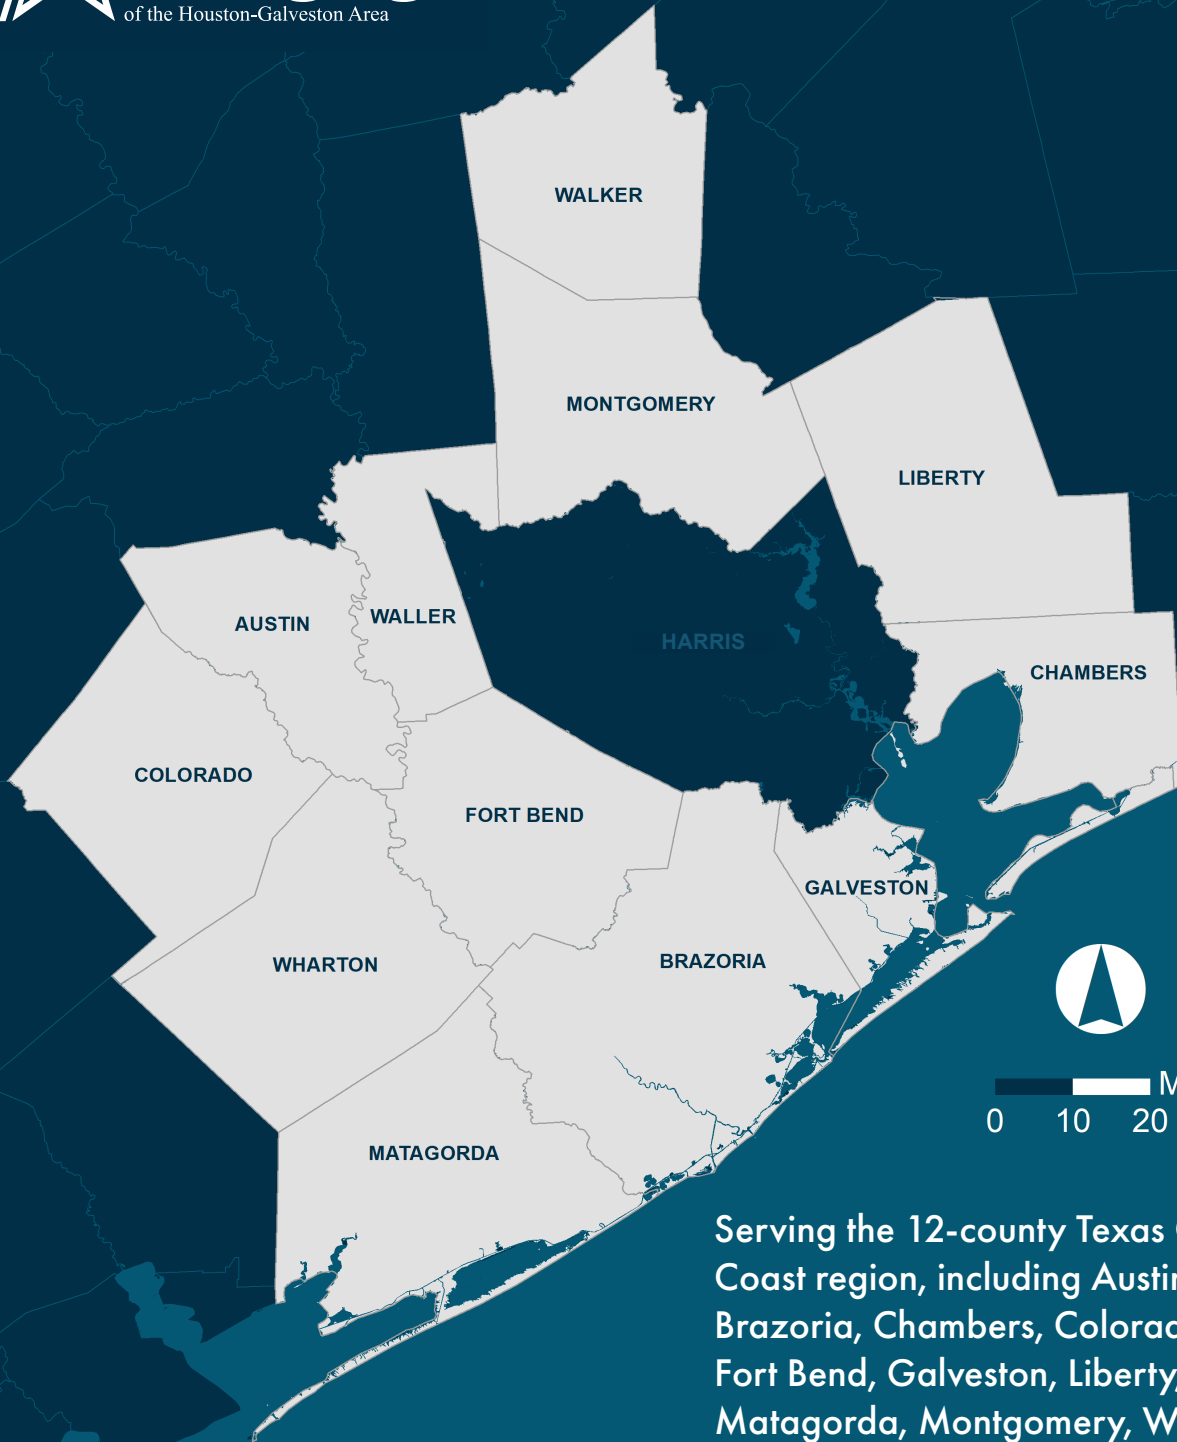 of the Houston-Galveston Area
WALKER
MONTGOMERY
LIBERTY
WALLER
AUSTIN
HARRIS
CHAMBERS
COLORADO
FORT BEND
GALVESTON
WHARTON
BRAZORIA
MATAGORDA
0 10 20
Serving the 12-county Texas
Coast region, including
Brazoria, Chambers,
Fort Bend, Galveston, Liberty,
Matagorda, Montgomery,